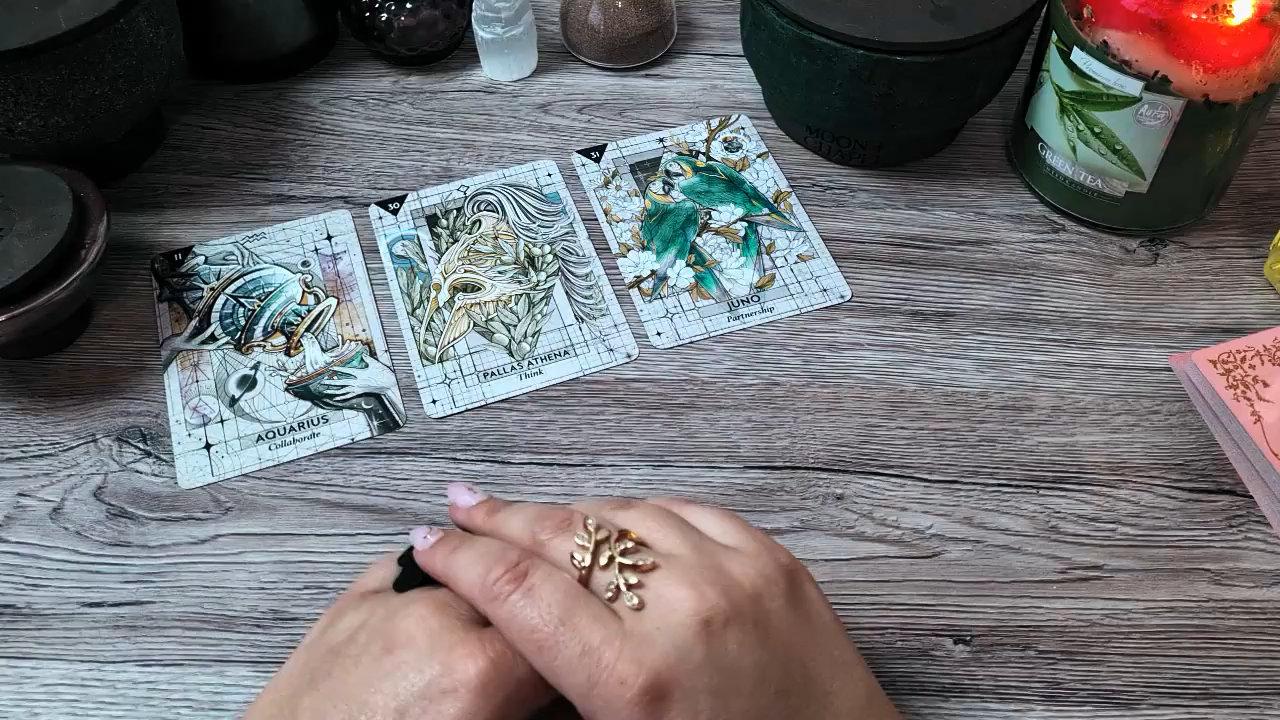 11
AQUARIUS
Collaborate
30
PALLAS ATHENA
Think
31
JUNO
Partnership
MOON
GREEN TEA